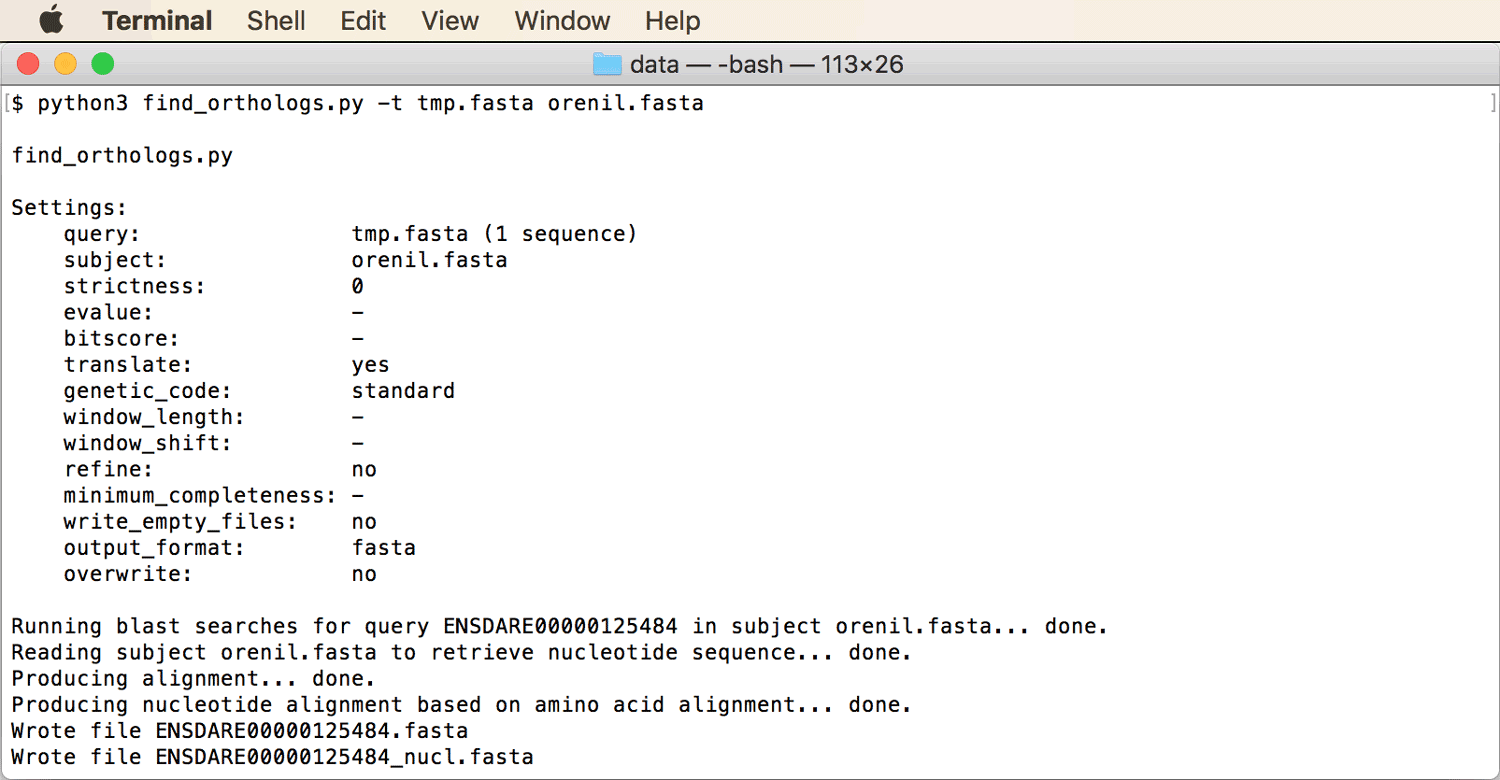 Terminal Shell Edit View Window Help
data — -bash — 113×26
[$ python3 find_orthologs.py -t tmp.fasta orenil.fasta ]
find_orthologs.py
Settings:
query: tmp.fasta (1 sequence)
subject: orenil.fasta
strictness: 0
evalue: -
bitscore: -
translate: yes
genetic_code: standard
window_length: -
window_shift: -
refine: no
minimum_completeness: -
write_empty_files: no
output_format: fasta
overwrite: no
Running blast searches for query ENSDARE00000125484 in subject orenil.fasta... done.
Reading subject orenil.fasta to retrieve nucleotide sequence... done.
Producing alignment... done.
Producing nucleotide alignment based on amino acid alignment... done.
Wrote file ENSDARE00000125484.fasta
Wrote file ENSDARE00000125484_nucl.fasta